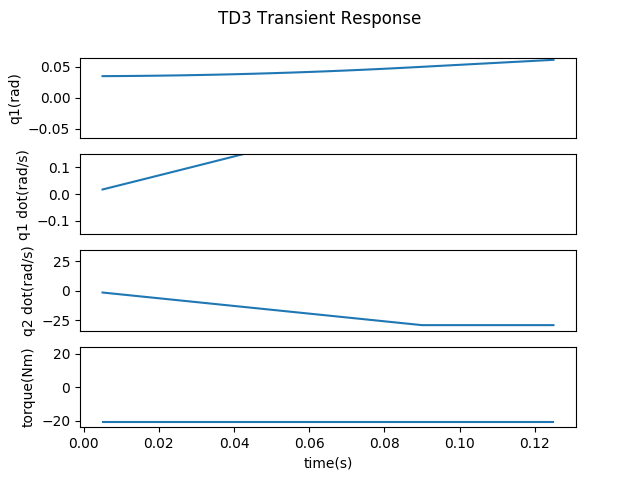 TD3 Transient Response
q1(rad)
0.05
0.00
−0.05
q1 dot(rad/s)
0.1
0.0
−0.1
q2 dot(rad/s)
25
0
−25
torque(Nm)
20
0
−20
0.00 0.02 0.04 0.06 0.08 0.10 0.12
time(s)